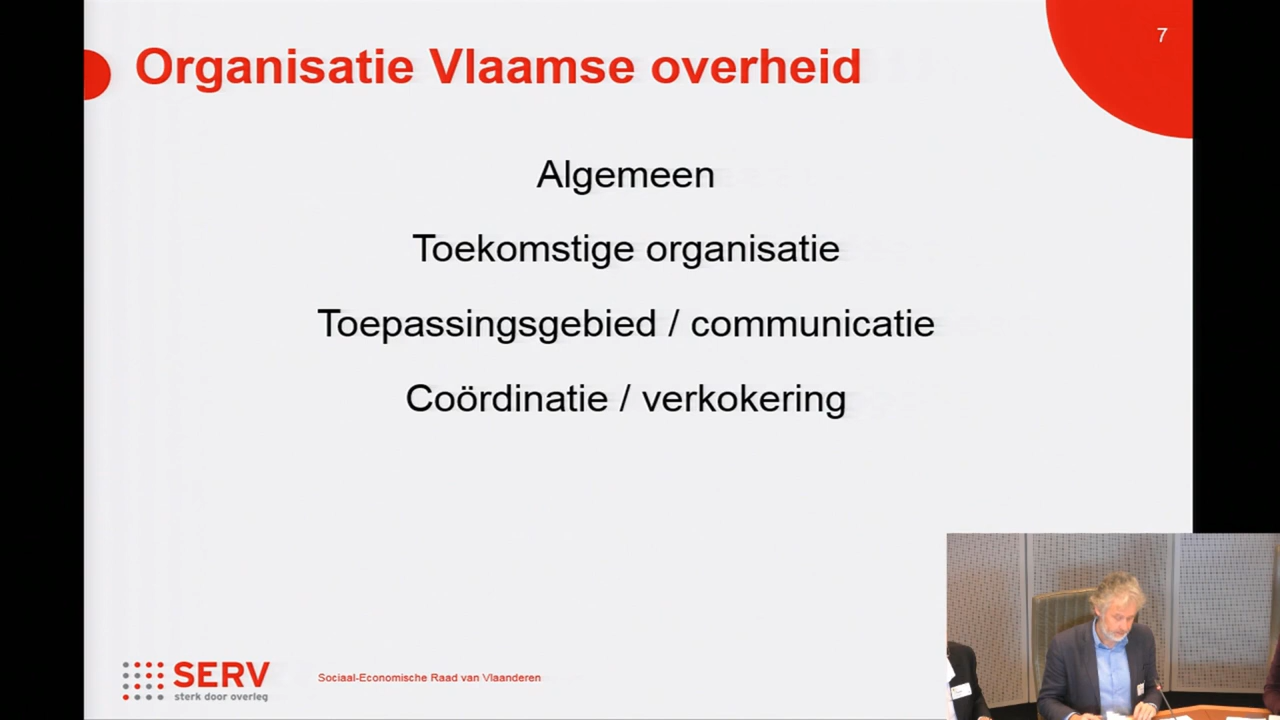 7
Organisatie Vlaamse overheid
Algemeen
Toekomstige organisatie
Toepassingsgebied / communicatie
Coördinatie / verkokering
SERV
sterk door overleg
Sociaal-Economische Raad van Vlaanderen